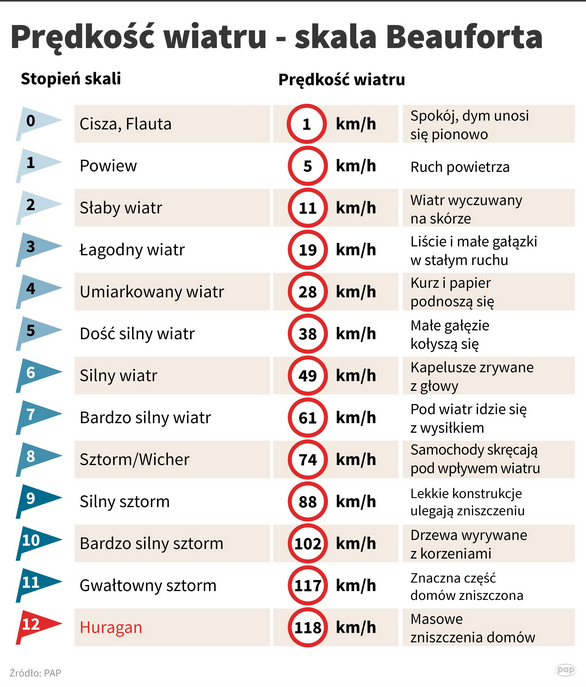 Prędkość wiatru - skala Beauforta
Stopień skali Prędkość wiatru
0 Cisza, Flauta 1 km/h Spokój, dym unosi
się pionowo
1 Powiew 5 km/h Ruch powietrza
2 Słaby wiatr 11 km/h Wiatr wyczuwany
na skórze
3 Łagodny wiatr 19 km/h Liście i małe gałązki
w stałym ruchu
4 Umiarkowany wiatr 28 km/h Kurz i papier
podnoszą się
5 Dość silny wiatr 38 km/h Małe gałęzie
kołyszą się
6 Silny wiatr 49 km/h Kapelusze zrywane
z głowy
7 Bardzo silny wiatr 61 km/h Pod wiatr idzie się
z wysiłkiem
8 Sztorm/Wicher 74 km/h Samochody skręcają
pod wpływem wiatru
9 Silny sztorm 88 km/h Lekkie konstrukcje
ulegają zniszczeniu
10 Bardzo silny sztorm 102 km/h Drzewa wyrywane
z korzeniami
11 Gwałtowny sztorm 117 km/h Znaczna część
domów zniszczona
12 Huragan 118 km/h Masowe
zniszczenia domów
Źródło: PAP pap